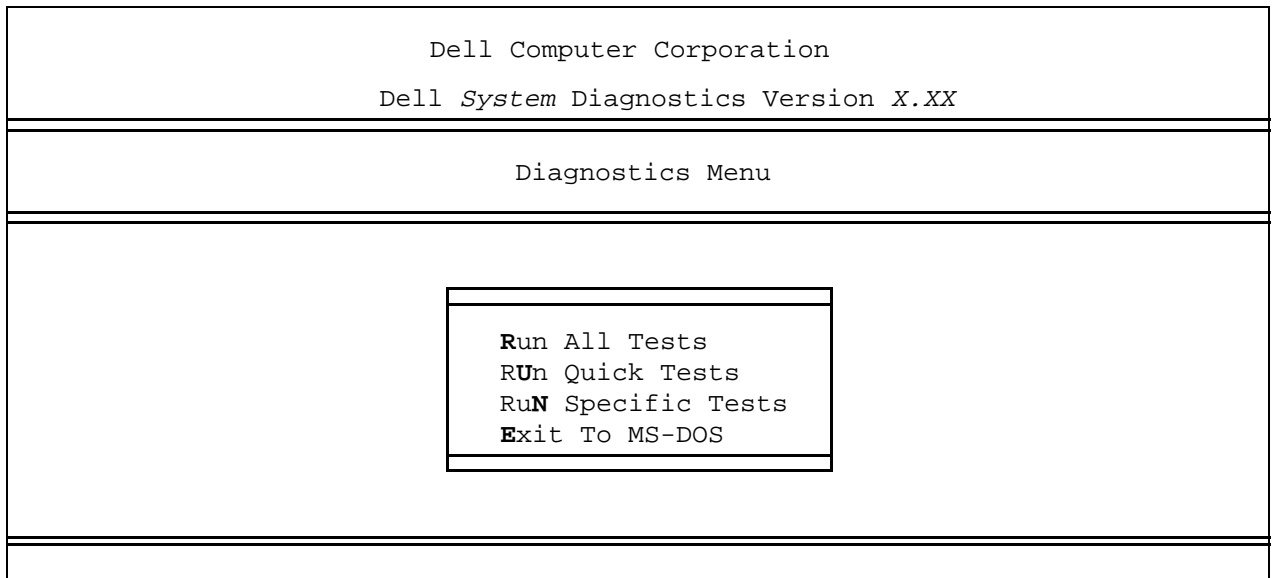 Dell Computer Corporation
Dell System Diagnostics Version X.XX
Diagnostics Menu
Run All Tests
RUn Quick Tests
RuN Specific Tests
Exit To MS-DOS